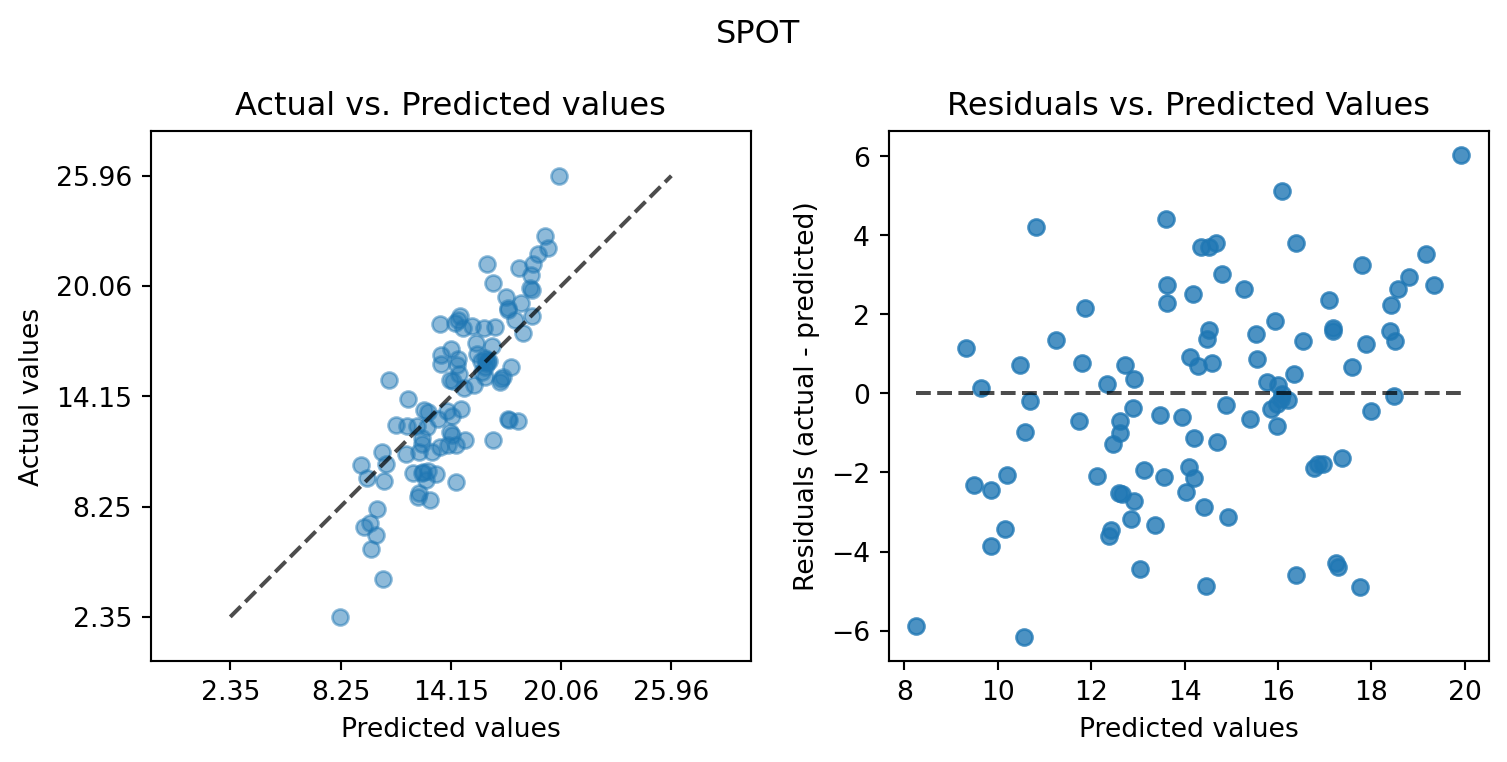 SPOT
Actual vs. Predicted values
Actual values
25.96
20.06
14.15
8.25
2.35
2.35 8.25 14.15 20.06 25.96
Predicted values
Residuals vs. Predicted Values
Residuals (actual - predicted)
6
4
2
0
−2
−4
−6
8 10 12 14 16 18 20
Predicted values